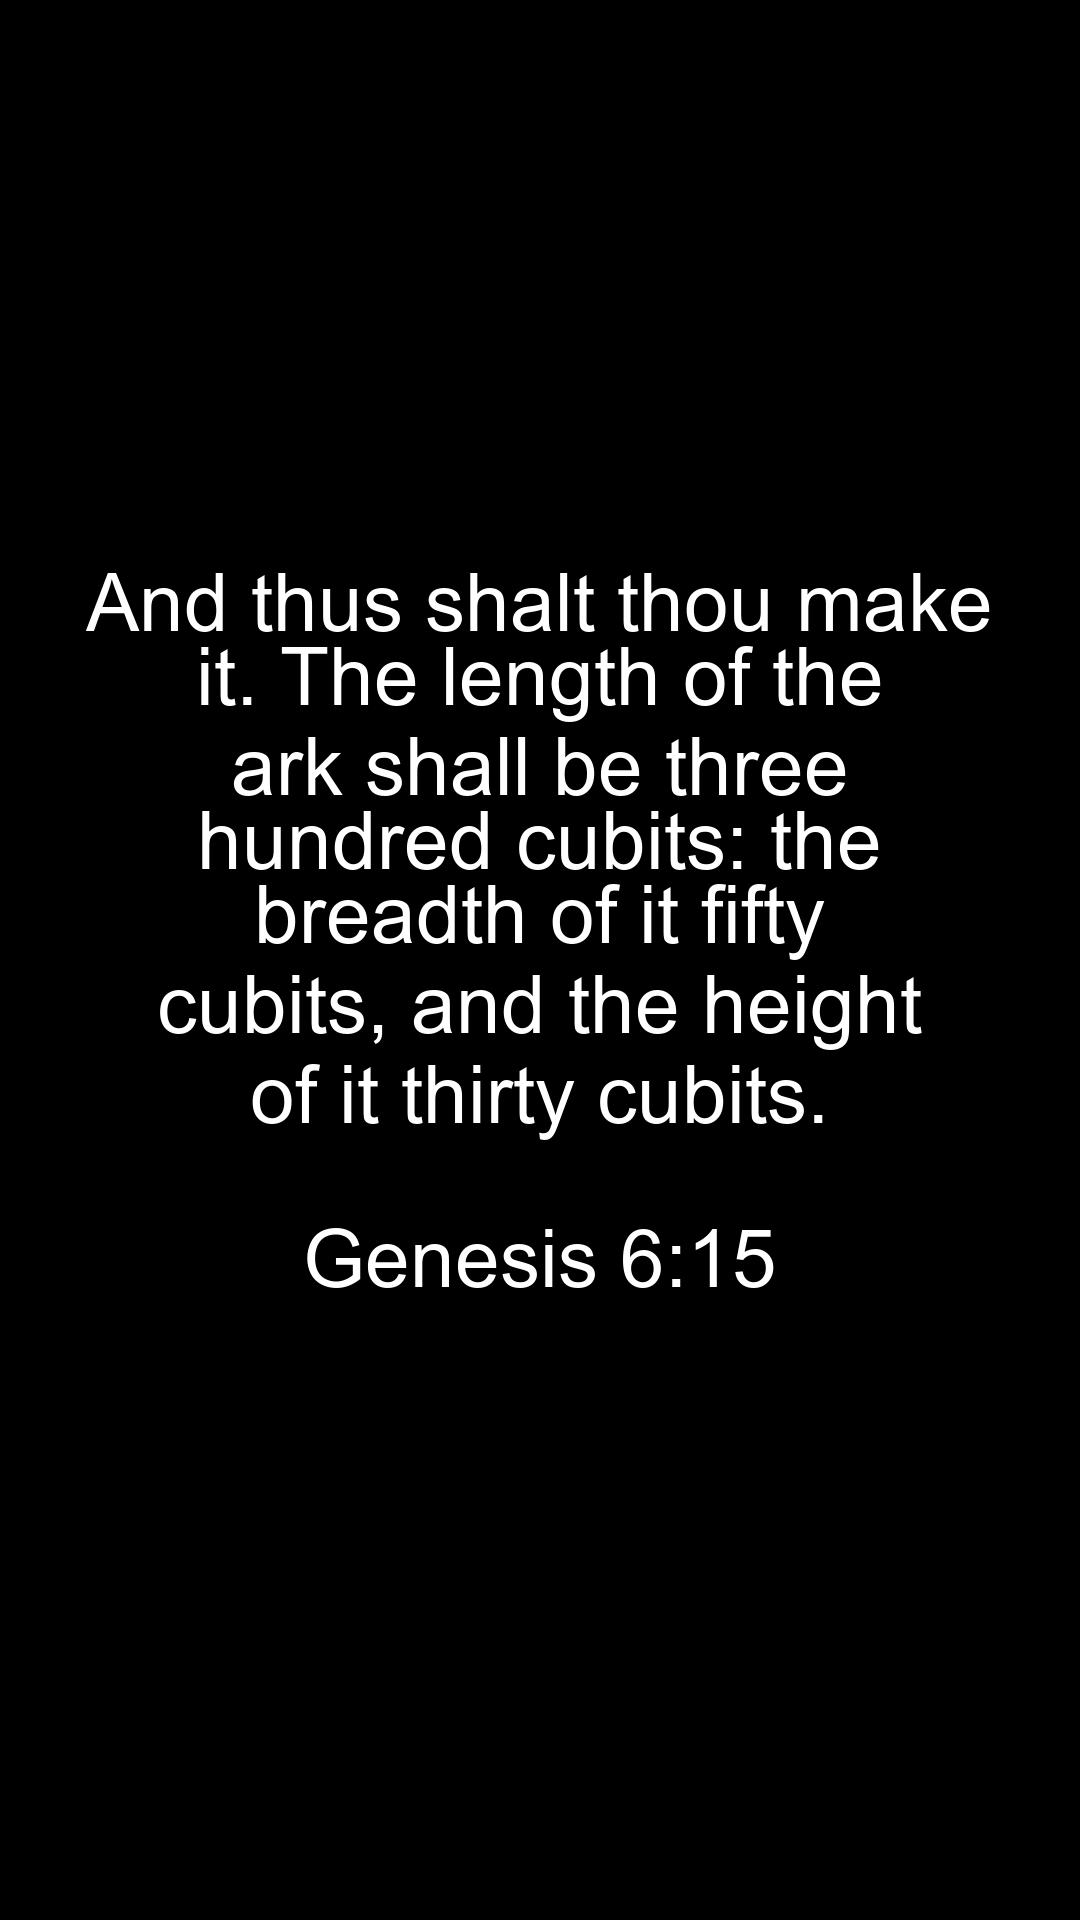 And thus shalt thou make
it. The length of the
ark shall be three
hundred cubits: the
breadth of it fifty
cubits, and the height
of it thirty cubits.
Genesis 6:15